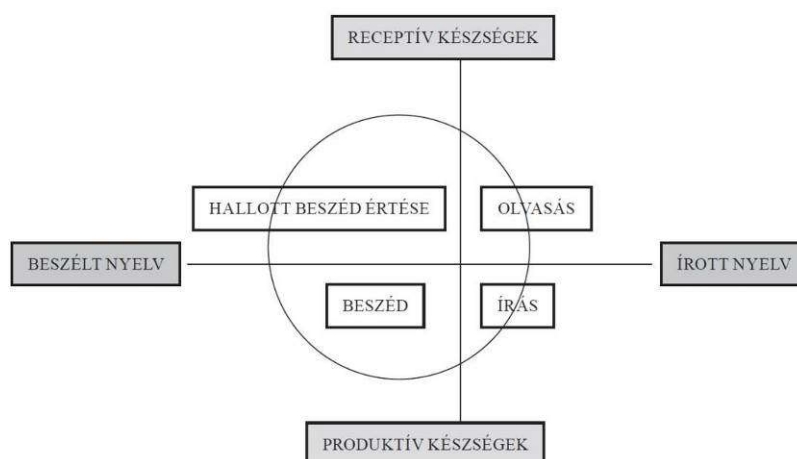 RECEPTÍV KÉSZSÉGEK
HALLOTT BESZÉD ÉRTÉSE
OLVASÁS
BESZÉLT NYELV
ÍROTT NYELV
BESZÉD
ÍRÁS
PRODUKTÍV KÉSZSÉGEK